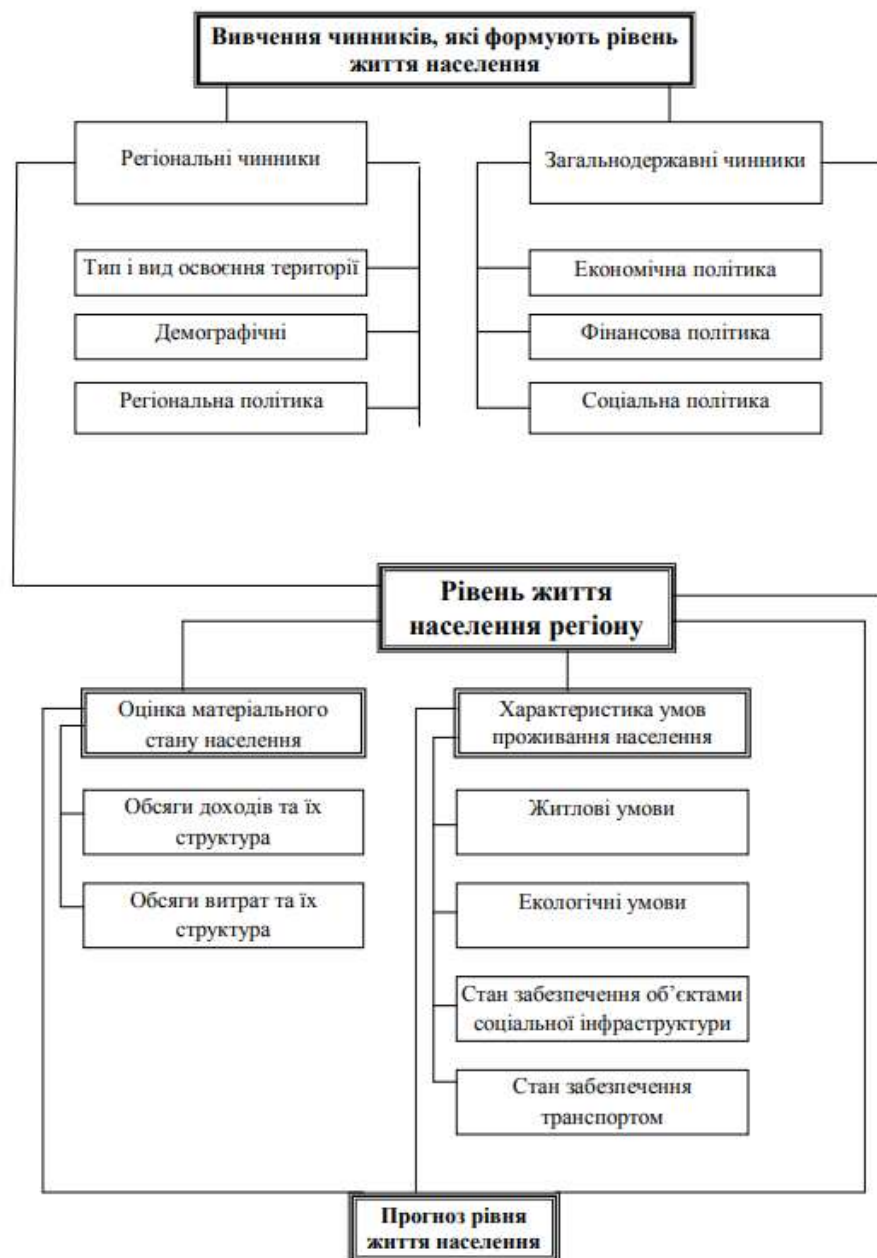 Вивчення чинників, які формують рівень
життя населення
Регіональні чинники
Загальнодержавні чинники
Тип і вид освоєння території
Економічна політика
Демографічні
Фінансова політика
Регіональна політика
Соціальна політика
Рівень життя
населення регіону
Оцінка матеріального
стану населення
Характеристика умов
проживання населення
Обсяги доходів та їх
структура
Житлові умови
Обсяги витрат та їх
структура
Екологічні умови
Стан забезпечення об’єктами
соціальної інфраструктури
Стан забезпечення
транспортом
Прогноз рівня
життя населення